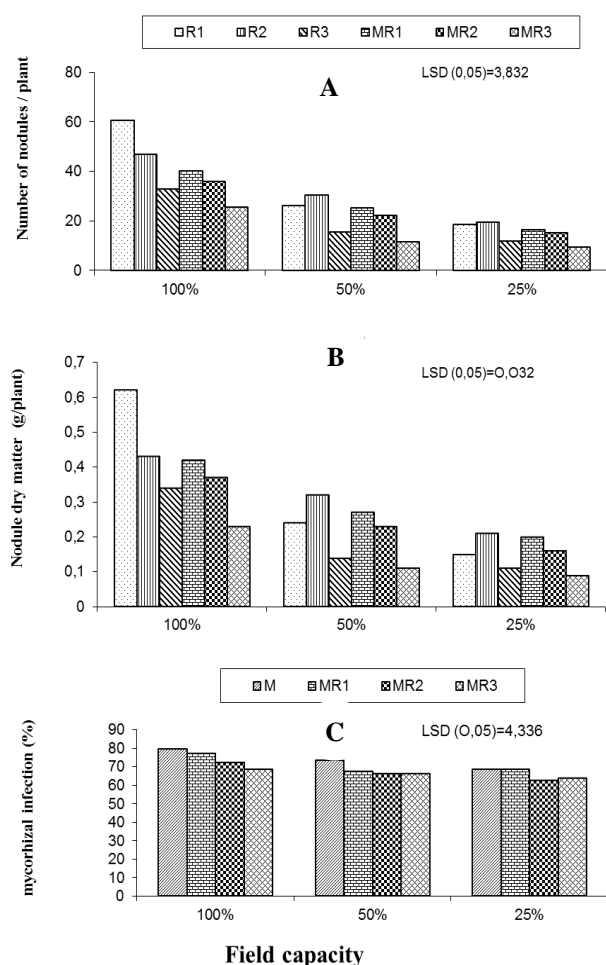 R1 R2 R3 MR1 MR2 MR3
A
LSD (0,05)=3,832
Number of nodules / plant
80
60
40
20
0
100% 50% 25%
B
LSD (0,05)=O,O32
Nodule dry matter (g/plant)
0,7
0,6
0,5
0,4
0,3
0,2
0,1
0
100% 50% 25%
M MR1 MR2 MR3
C
LSD (O,05)=4,336
mycorhizal infection (%)
90
80
70
60
50
40
30
20
10
0
100% 50% 25%
Field capacity